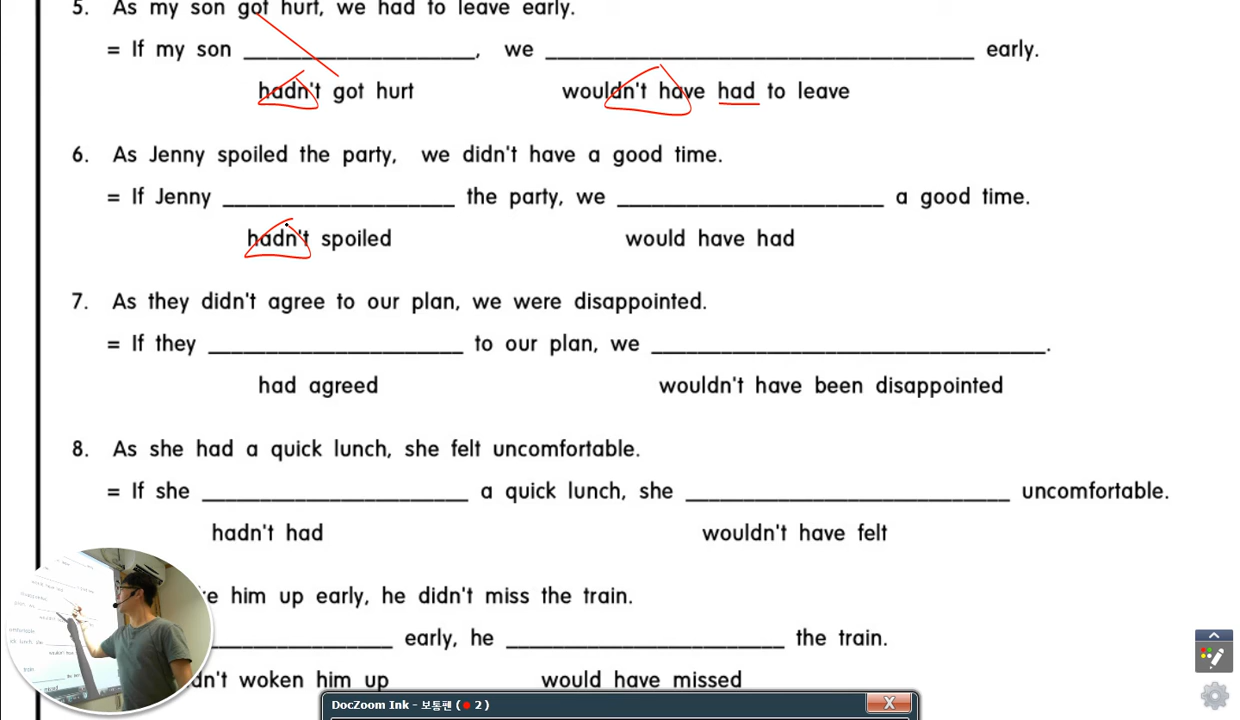 5. As my son got hurt, we had to leave early.
= If my son ____________________, we ____________________________________ early.
hadn't got hurt wouldn't have had to leave
6. As Jenny spoiled the party, we didn't have a good time.
= If Jenny ____________________ the party, we _______________________ a good time.
hadn't spoiled would have had
7. As they didn't agree to our plan, we were disappointed.
= If they ______________________ to our plan, we __________________________________.
had agreed wouldn't have been disappointed
8. As she had a quick lunch, she felt uncomfortable.
= If she _______________________ a quick lunch, she ____________________________ uncomfortable.
hadn't had wouldn't have felt
him up early, he didn't miss the train.
________________ early, he ________________________ the train.
woken him up would have missed
DocZoom Ink - 보통펜 ( 2 )